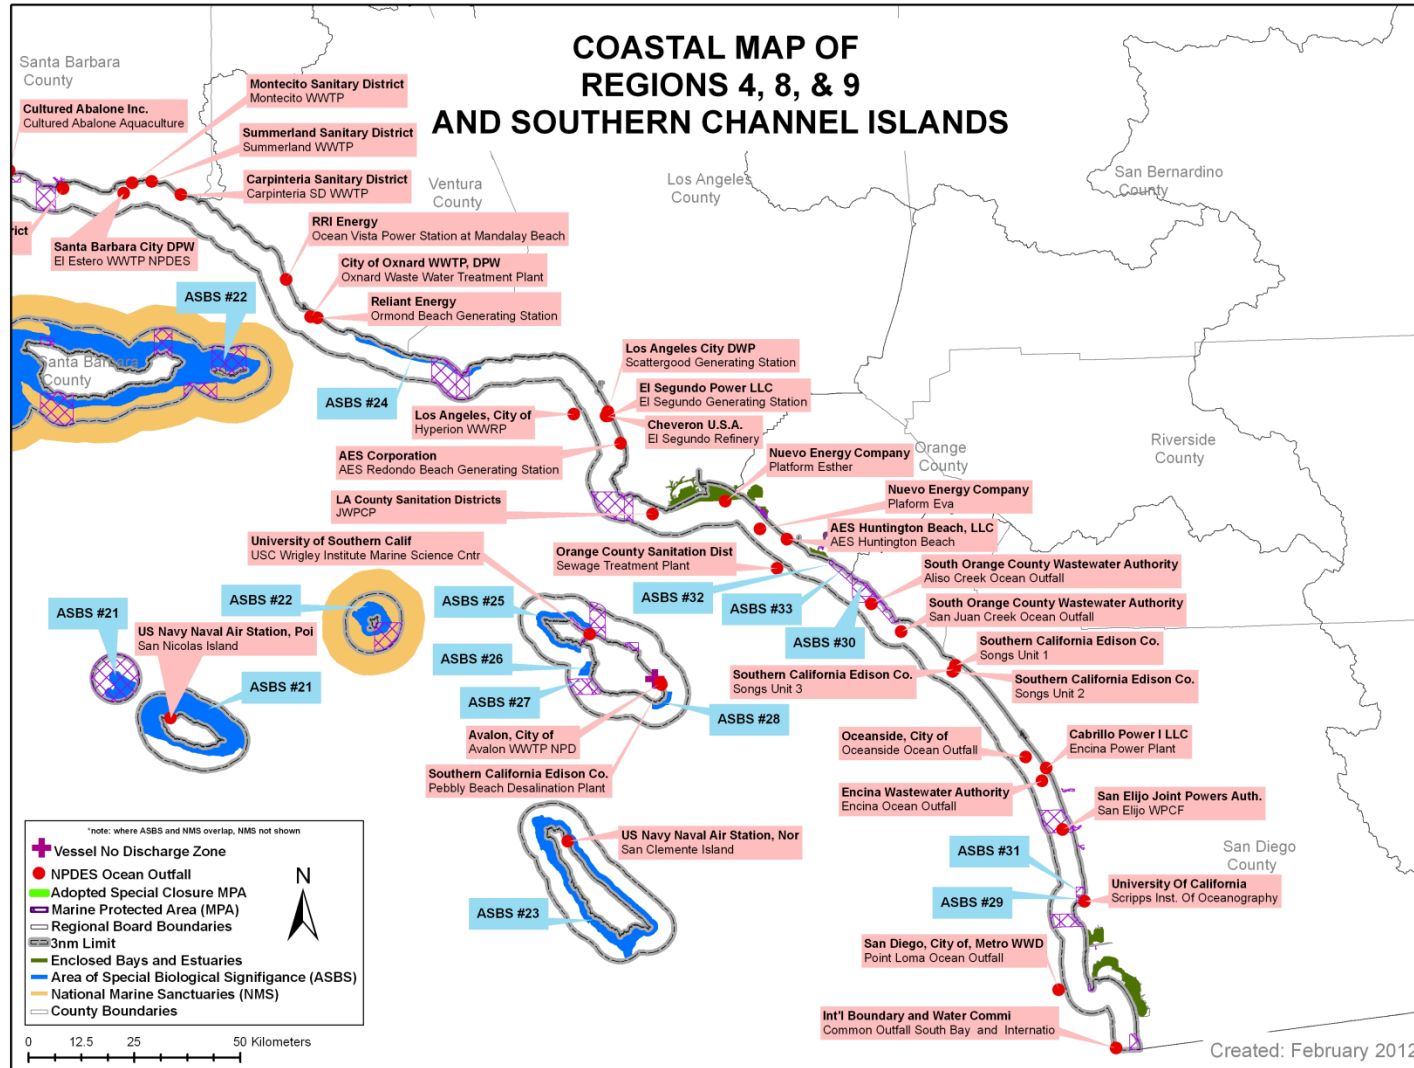 COASTAL MAP OF
REGIONS 4, 8, & 9
AND SOUTHERN CHANNEL ISLANDS
Santa Barbara
County
Cultured Abalone Inc.
Cultured Abalone Aquaculture
Montecito Sanitary District
Montecito WWTP
Summerland Sanitary District
Summerland WWTP
Carpinteria Sanitary District
Carpinteria SD WWTP
Ventura
County
Los Angeles
County
San Bernardino
County
rict
Santa Barbara City DPW
El Estero WWTP NPDES
RRI Energy
Ocean Vista Power Station at Mandalay Beach
City of Oxnard WWTP, DPW
Oxnard Waste Water Treatment Plant
Reliant Energy
Ormond Beach Generating Station
ASBS #22
Santa Barbara
County
ASBS #24
Los Angeles City DWP
Scattergood Generating Station
El Segundo Power LLC
El Segundo Generating Station
Los Angeles, City of
Hyperion WWRP
Cheveron U.S.A.
El Segundo Refinery
AES Corporation
AES Redondo Beach Generating Station
Nuevo Energy Company
Platform Esther
Orange
County
Riverside
County
LA County Sanitation Districts
JWPCP
Nuevo Energy Company
Plaform Eva
University of Southern Calif
USC Wrigley Institute Marine Science Cntr
AES Huntington Beach, LLC
AES Huntington Beach
Orange County Sanitation Dist
Sewage Treatment Plant
South Orange County Wastewater Authority
Aliso Creek Ocean Outfall
ASBS #32
ASBS #33
ASBS #30
South Orange County Wastewater Authority
San Juan Creek Ocean Outfall
ASBS #21
ASBS #22
ASBS #25
US Navy Naval Air Station, Poi
San Nicolas Island
Southern California Edison Co.
Songs Unit 1
ASBS #26
Southern California Edison Co.
Songs Unit 3
Southern California Edison Co.
Songs Unit 2
ASBS #21
ASBS #27
ASBS #28
Avalon, City of
Avalon WWTP NPD
Oceanside, City of
Oceanside Ocean Outfall
Cabrillo Power I LLC
Encina Power Plant
Southern California Edison Co.
Pebbly Beach Desalination Plant
Encina Wastewater Authority
Encina Ocean Outfall
San Elijo Joint Powers Auth.
San Elijo WPCF
US Navy Naval Air Station, Nor
San Clemente Island
ASBS #31
San Diego
County
ASBS #23
ASBS #29
University Of California
Scripps Inst. Of Oceanography
San Diego, City of, Metro WWD
Point Loma Ocean Outfall
Int'l Boundary and Water Commi
Common Outfall South Bay and Internatio
*note: where ASBS and NMS overlap, NMS not shown
Vessel No Discharge Zone
NPDES Ocean Outfall
Adopted Special Closure MPA
Marine Protected Area (MPA)
Regional Board Boundaries
3nm Limit
Enclosed Bays and Estuaries
Area of Special Biological Signifigance (ASBS)
National Marine Sanctuaries (NMS)
County Boundaries
N
0 12.5 25 50 Kilometers
Created: February 2012